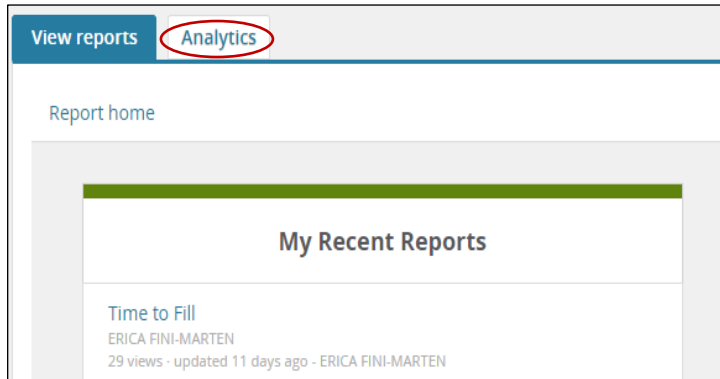 View reports Analytics
Report home
My Recent Reports
Time to Fill
ERICA FINI-MARTEN
29 views · updated 11 days ago - ERICA FINI-MARTEN